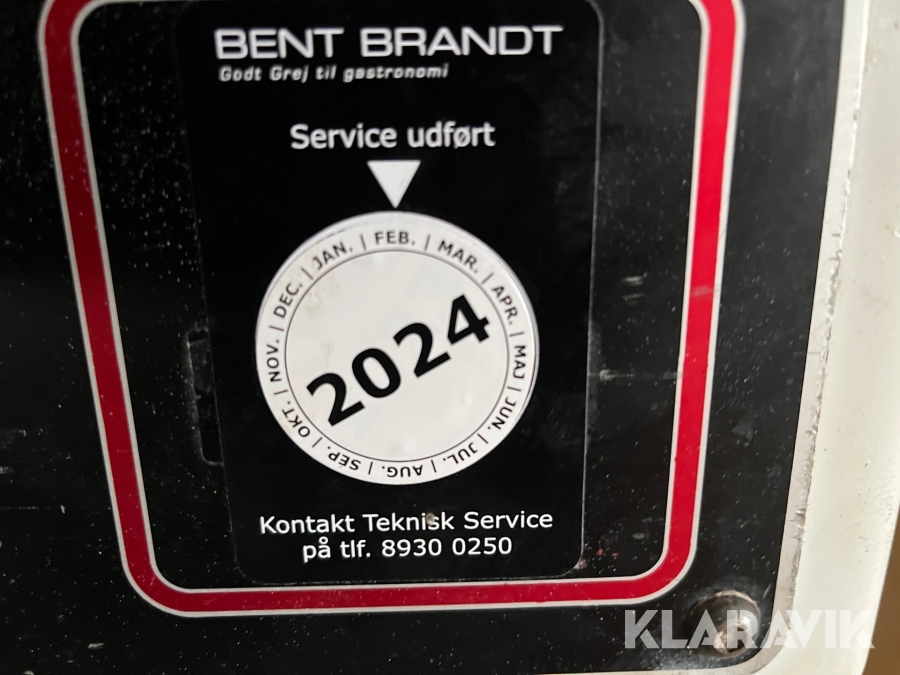 BENT BRANDT
Godt Grej til gastronomi
Service udført
JAN. | FEB. | MAR. | APR. | MAJ | JUN. | JUL. | AUG. | SEP. | OKT. | NOV. | DEC. |
2024
Kontakt Teknisk Service
på tlf. 8930 0250
KLARAVIK